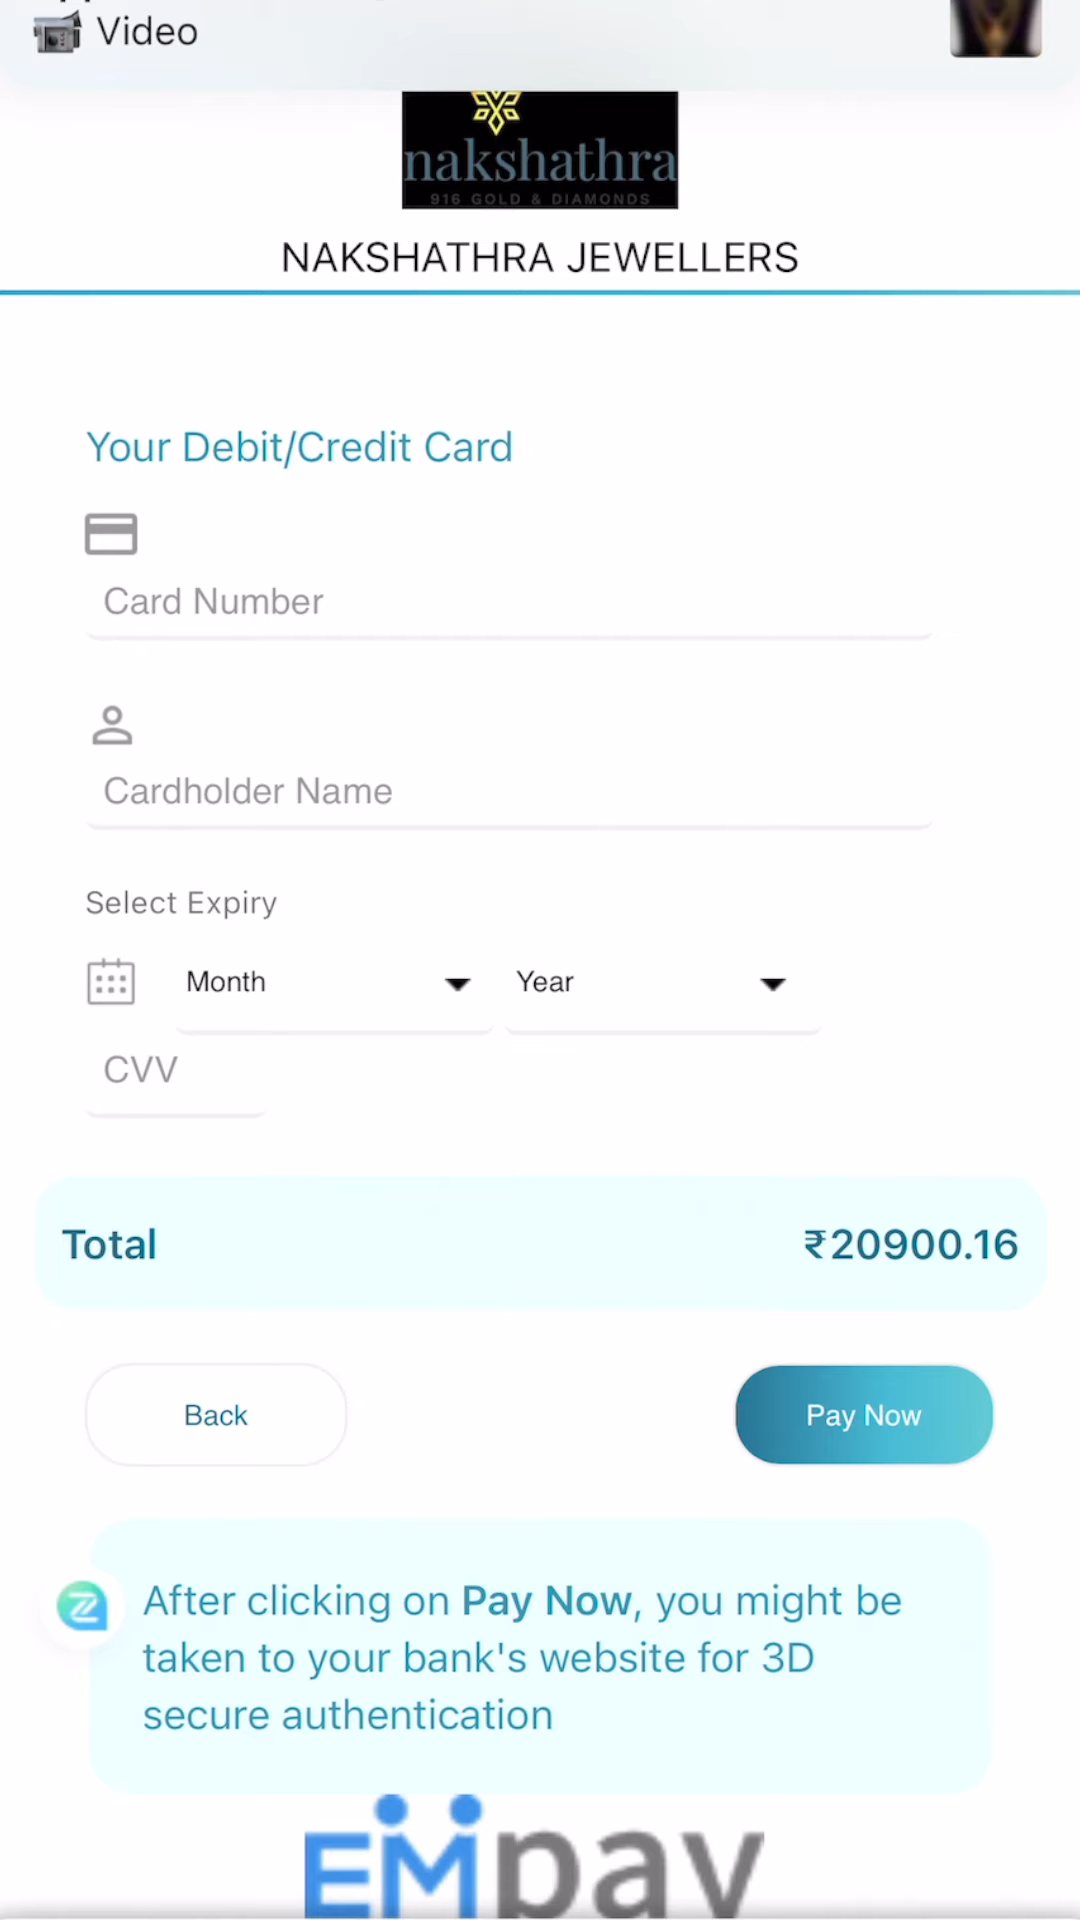 Video
nakshathra
916 GOLD & DIAMONDS
NAKSHATHRA JEWELLERS
Your Debit/Credit Card
Card Number
Cardholder Name
Select Expiry
Month Year
CVV
Total ₹20900.16
Back Pay Now
After clicking on Pay Now, you might be
taken to your bank's website for 3D
secure authentication
EMpay